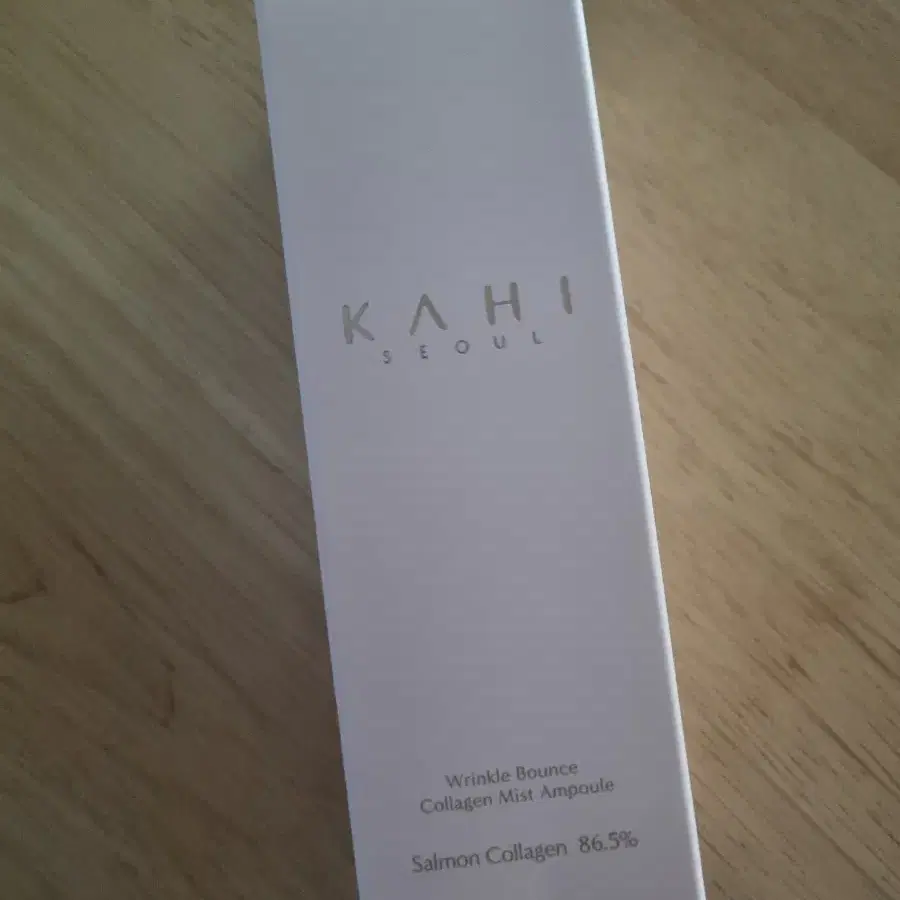 KAHI
SEOUL
Wrinkle Bounce
Collagen Mist Ampoule
Salmon Collagen 86.5%